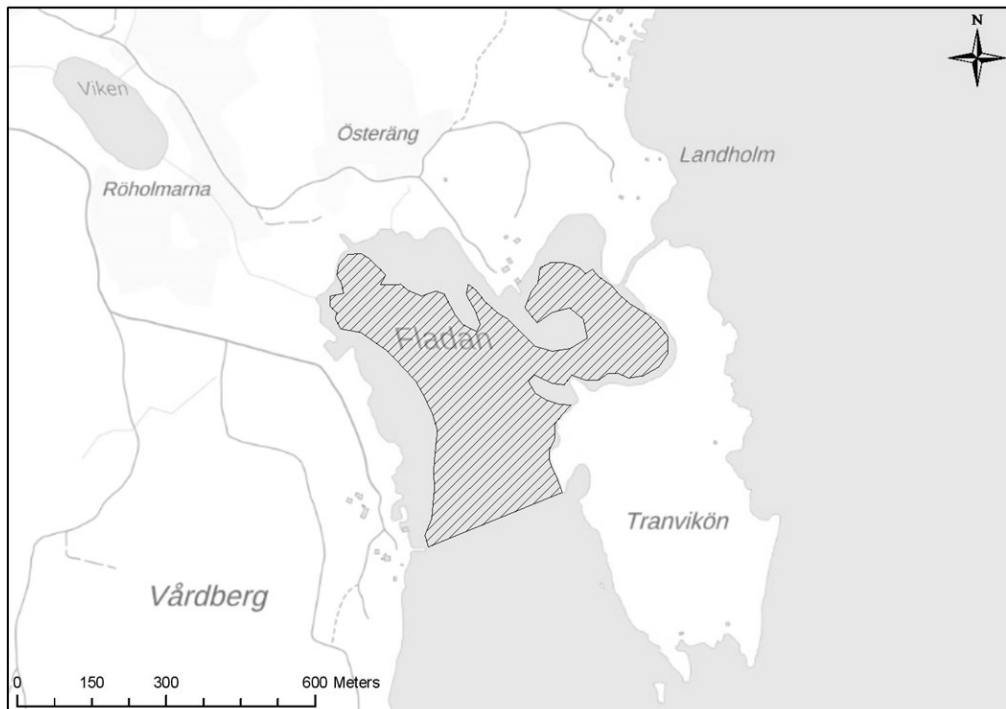 N
Viken
Österäng
Landholm
Röholmarna
Fladan
Tranvikön
Vårdberg
0 150 300 600 Meters